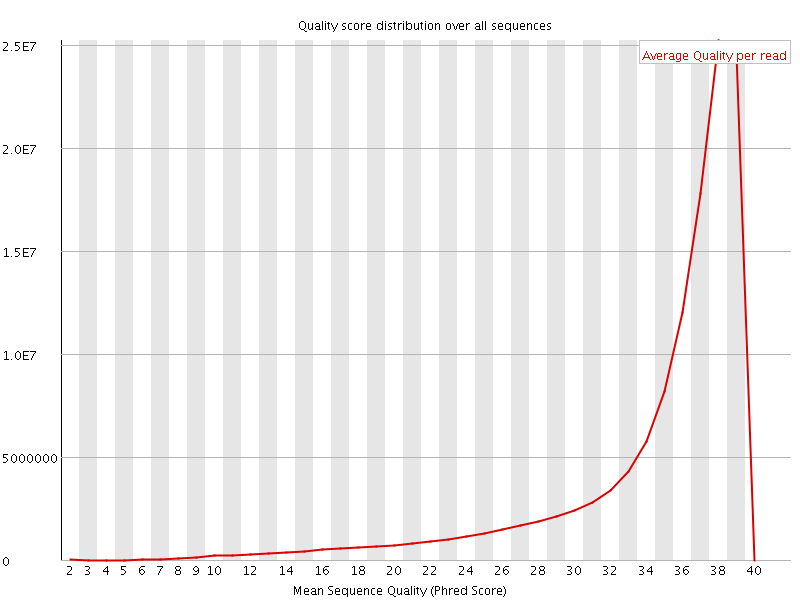 Quality score distribution over all sequences
Average Quality per read
2.5E7
2.0E7
1.5E7
1.0E7
5000000
0
2 3 4 5 6 7 8 9 10 12 14 16 18 20 22 24 26 28 30 32 34 36 38 40
Mean Sequence Quality (Phred Score)